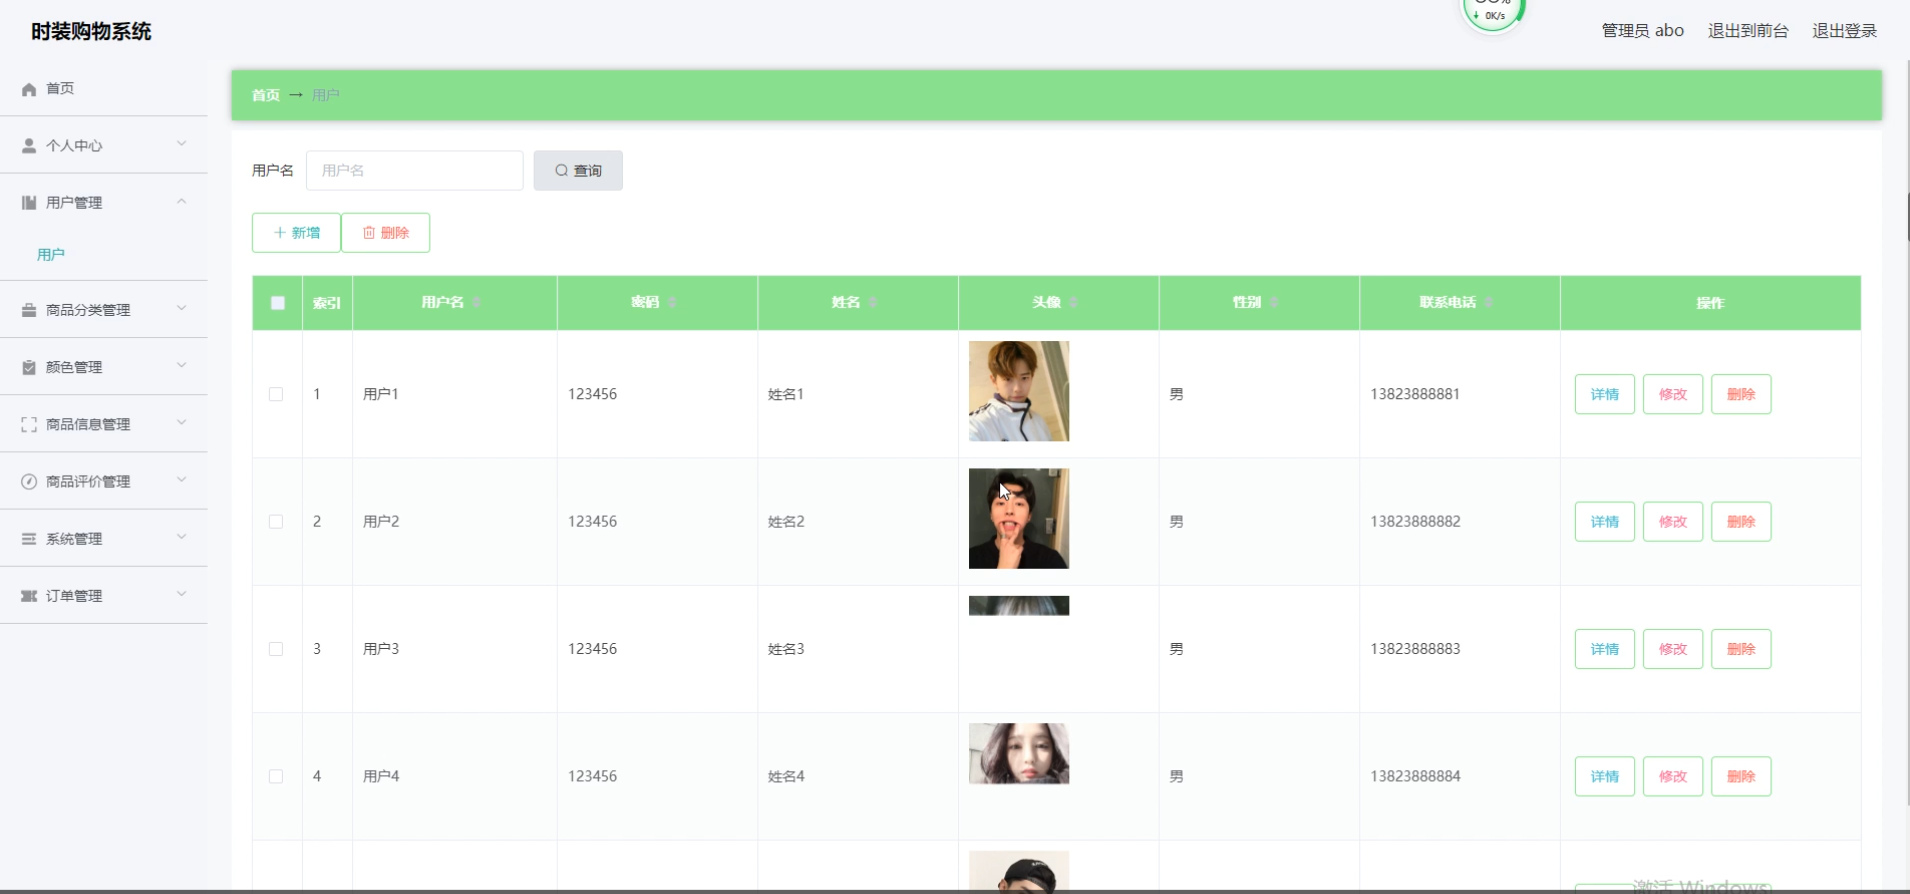 时装购物系统
0K/s
管理员 abo 退出到前台 退出登录
首页
个人中心
用户管理
用户
商品分类管理
颜色管理
商品信息管理
商品评价管理
系统管理
订单管理
首页 → 用户
用户名 用户名 查询
新增 删除
索引 用户名 密码 姓名 头像 性别 联系电话 操作
1 用户1 123456 姓名1 男 13823888881 详情 修改 删除
2 用户2 123456 姓名2 男 13823888882 详情 修改 删除
3 用户3 123456 姓名3 男 13823888883 详情 修改 删除
4 用户4 123456 姓名4 男 13823888884 详情 修改 删除
激活 Windows